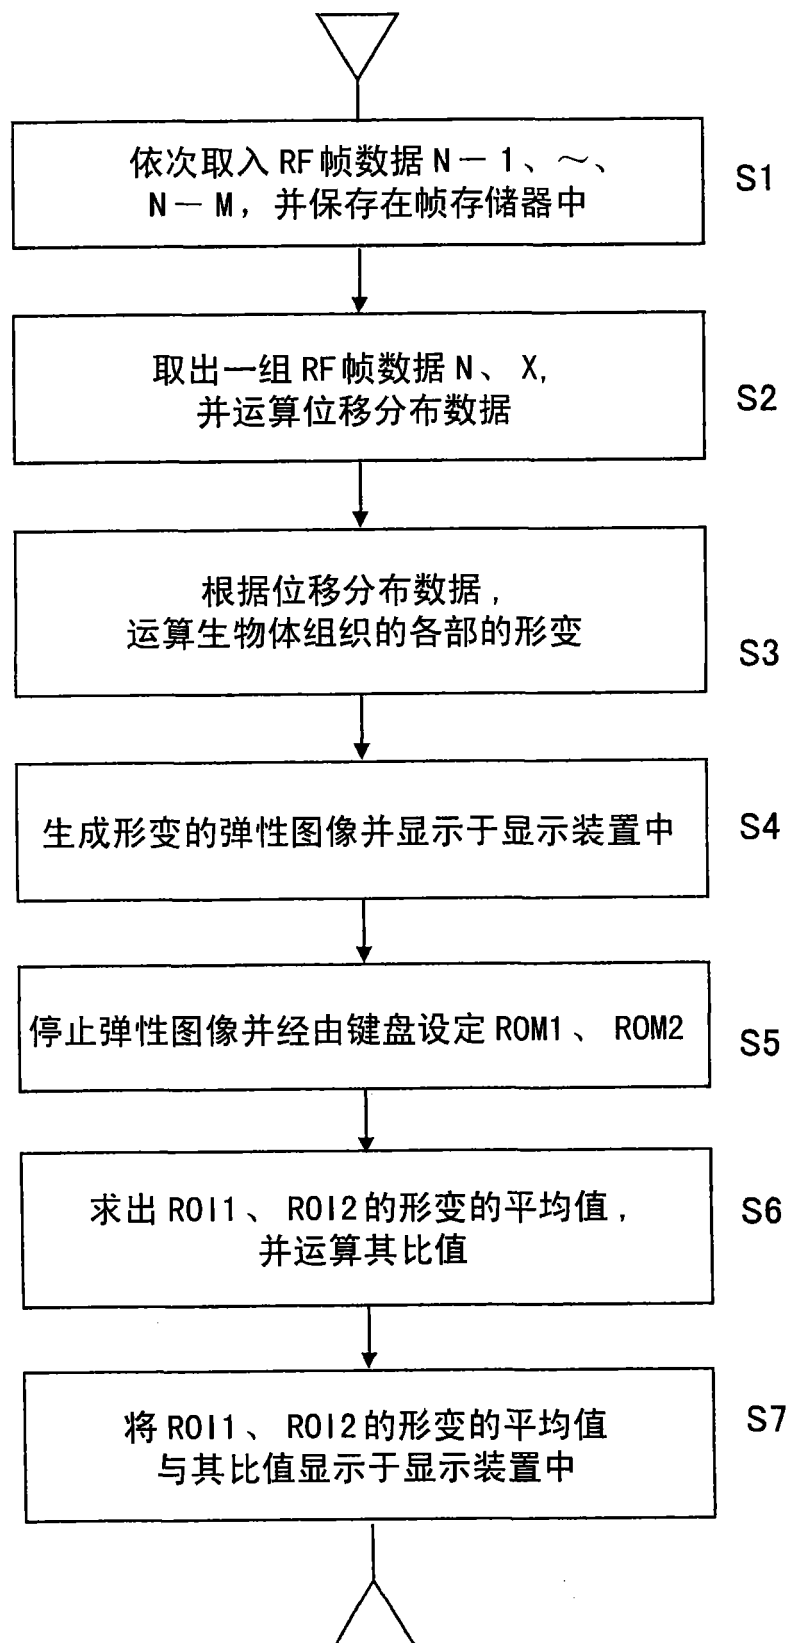 依次取入 RF 帧数据 N－1、～、
N－M，并保存在帧存储器中
S1
取出一组 RF 帧数据 N、X,
并运算位移分布数据
S2
根据位移分布数据，
运算生物体组织的各部的形变
S3
生成形变的弹性图像并显示于显示装置中
S4
停止弹性图像并经由键盘设定 ROM1、ROM2
S5
求出 ROI1、ROI2 的形变的平均值，
并运算其比值
S6
将 ROI1、ROI2 的形变的平均值
与其比值显示于显示装置中
S7